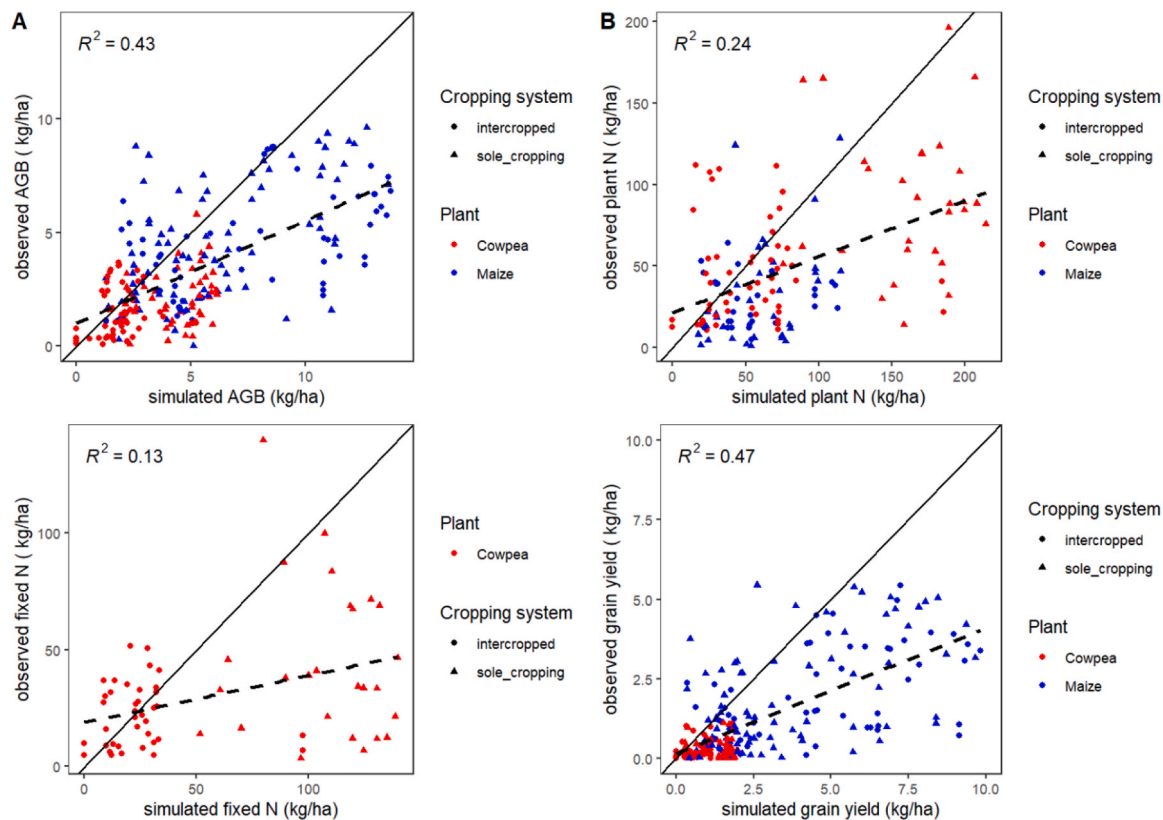 A
R² = 0.43
observed AGB ( kg/ha)
10
5
0
0 5 10
simulated AGB (kg/ha)
Cropping system
intercropped
sole_cropping
Plant
Cowpea
Maize
B
R² = 0.24
observed plant N ( kg/ha)
200
150
100
50
0
0 50 100 150 200
simulated plant N (kg/ha)
Cropping system
intercropped
sole_cropping
Plant
Cowpea
Maize
R² = 0.13
observed fixed N ( kg/ha)
100
50
0
0 50 100
simulated fixed N (kg/ha)
Plant
Cowpea
Cropping system
intercropped
sole_cropping
R² = 0.47
observed grain yield ( kg/ha)
10.0
7.5
5.0
2.5
0.0
0.0 2.5 5.0 7.5 10.0
simulated grain yield (kg/ha)
Cropping system
intercropped
sole_cropping
Plant
Cowpea
Maize